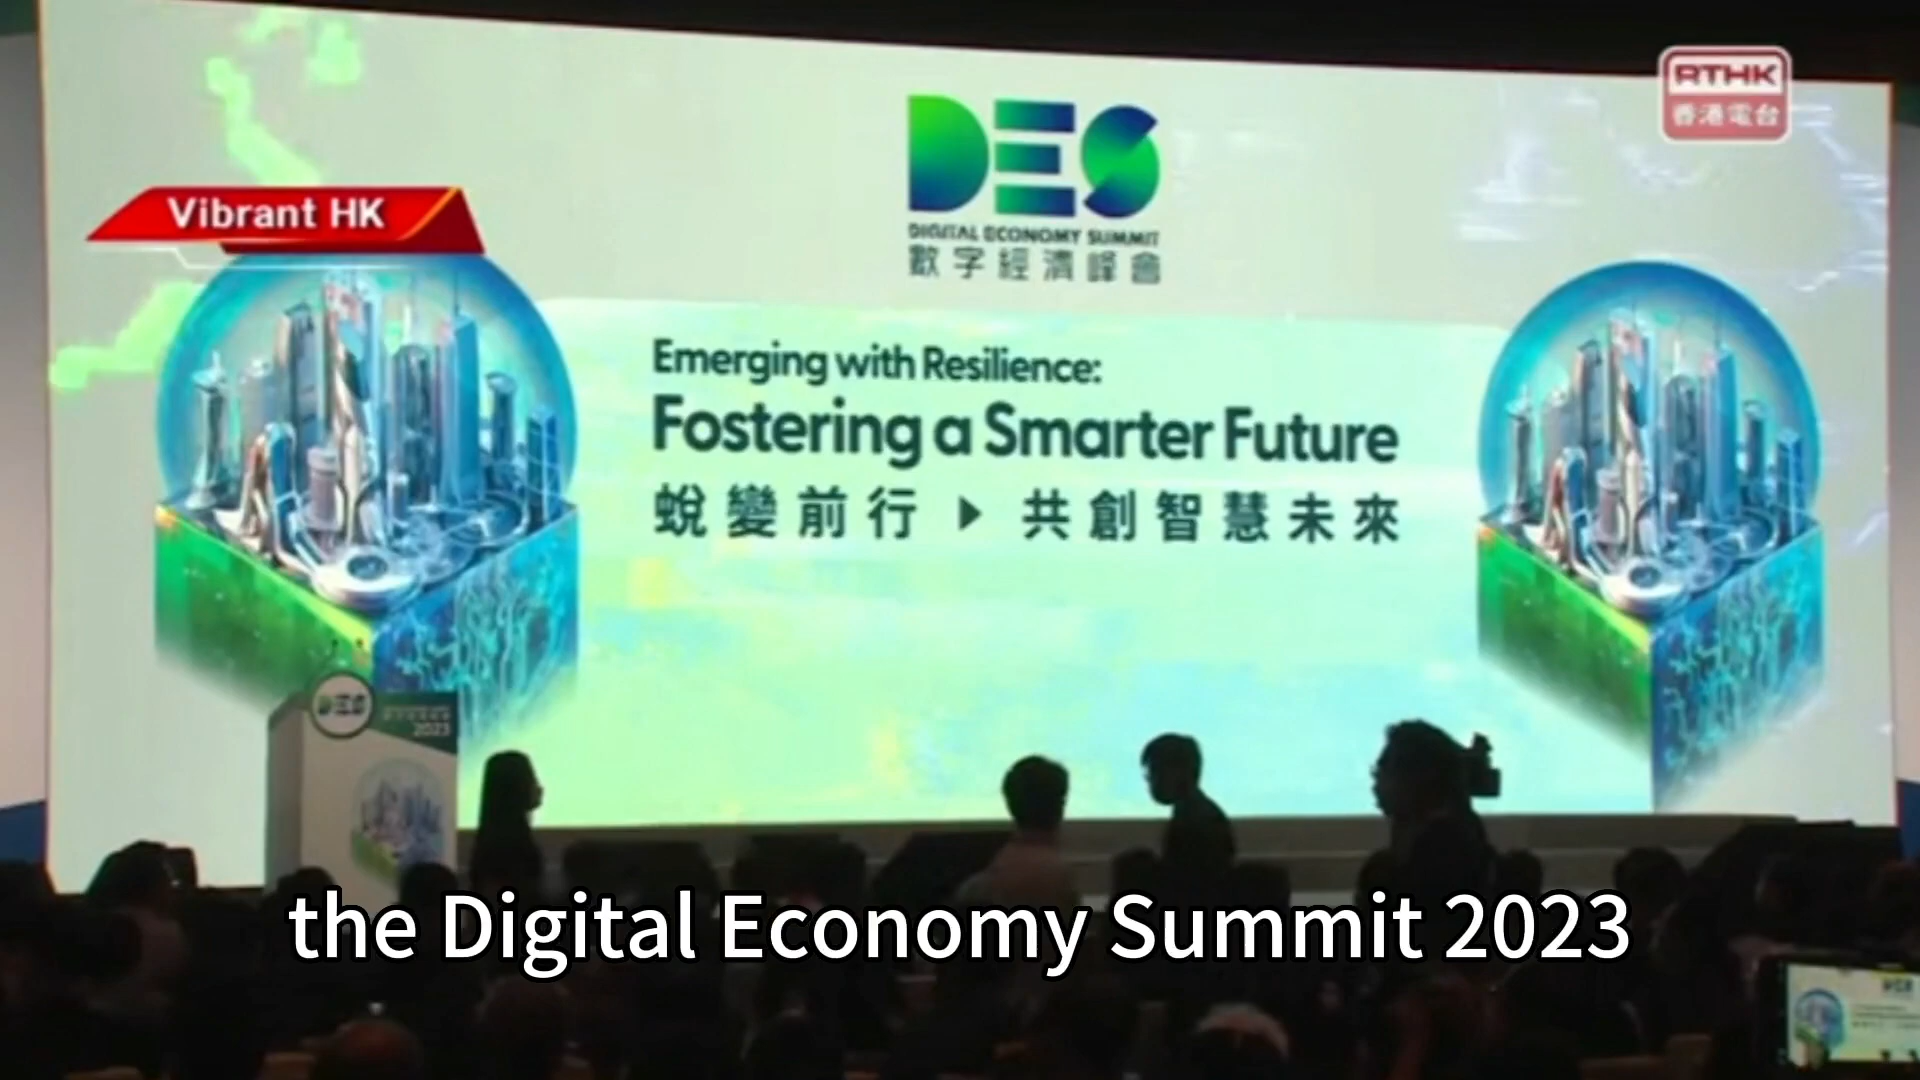 RTHK
香港電台
Vibrant HK
DES
DIGITAL ECONOMY SUMMIT
數字經濟峰會
Emerging with Resilience:
Fostering a Smarter Future
蛻變前行 ▶ 共創智慧未來
DES
2023
the Digital Economy Summit 2023